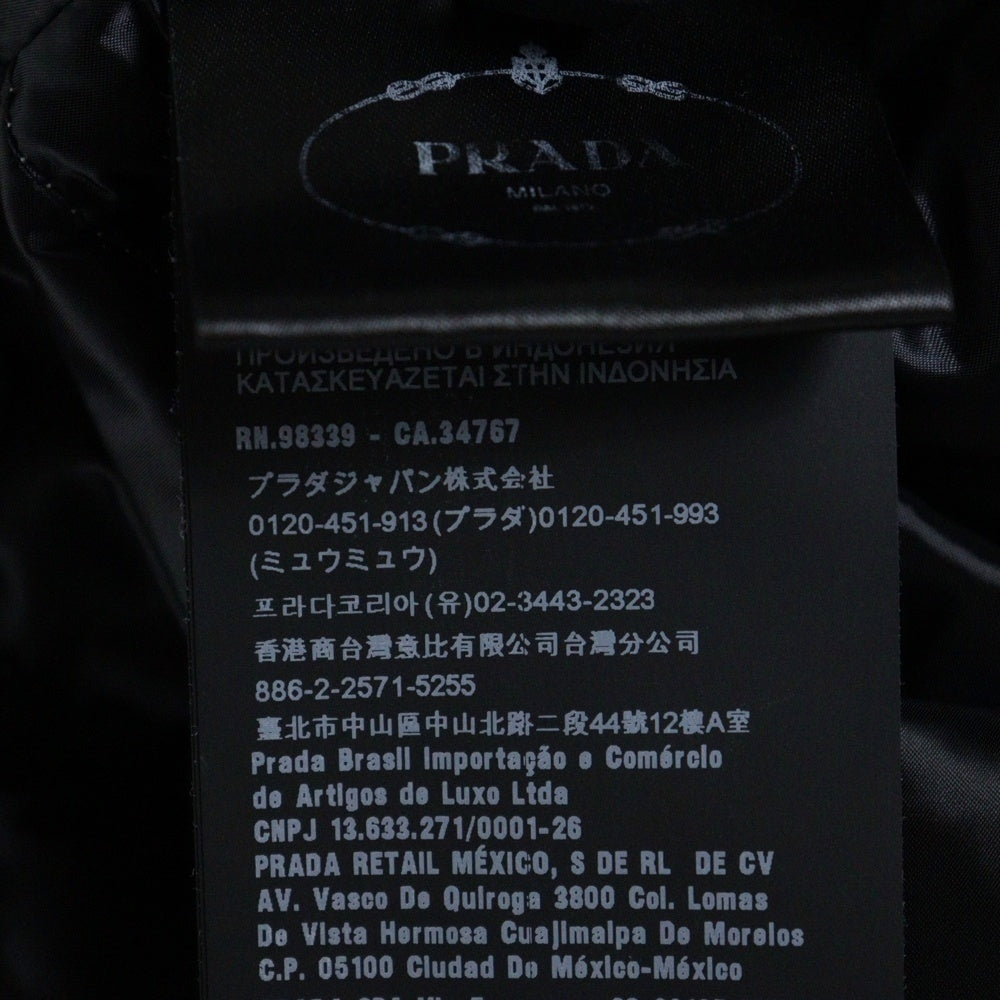 PRADA
MILANO
ПРОИЗВЕДЕНО В ИНДОНЕЗИЯ
ΚΑΤΑΣΚΕΥΑΖΕΤΑΙ ΣΤΗΝ ΙΝΔΟΝΗΣΙΑ
RN.98339 - CA.34767
プラダジャパン株式会社
0120-451-913(プラダ)0120-451-993
(ミュウミュウ)
프라다코리아(유)02-3443-2323
香港商台灣意比有限公司台灣分公司
886-2-2571-5255
臺北市中山區中山北路二段44號12樓A室
Prada Brasil Importação e Comércio
de Artigos de Luxo Ltda
CNPJ 13.633.271/0001-26
PRADA RETAIL MÉXICO, S DE RL DE CV
AV. Vasco De Quiroga 3800 Col. Lomas
De Vista Hermosa Cuajimalpa De Morelos
C.P. 05100 Ciudad De México-México